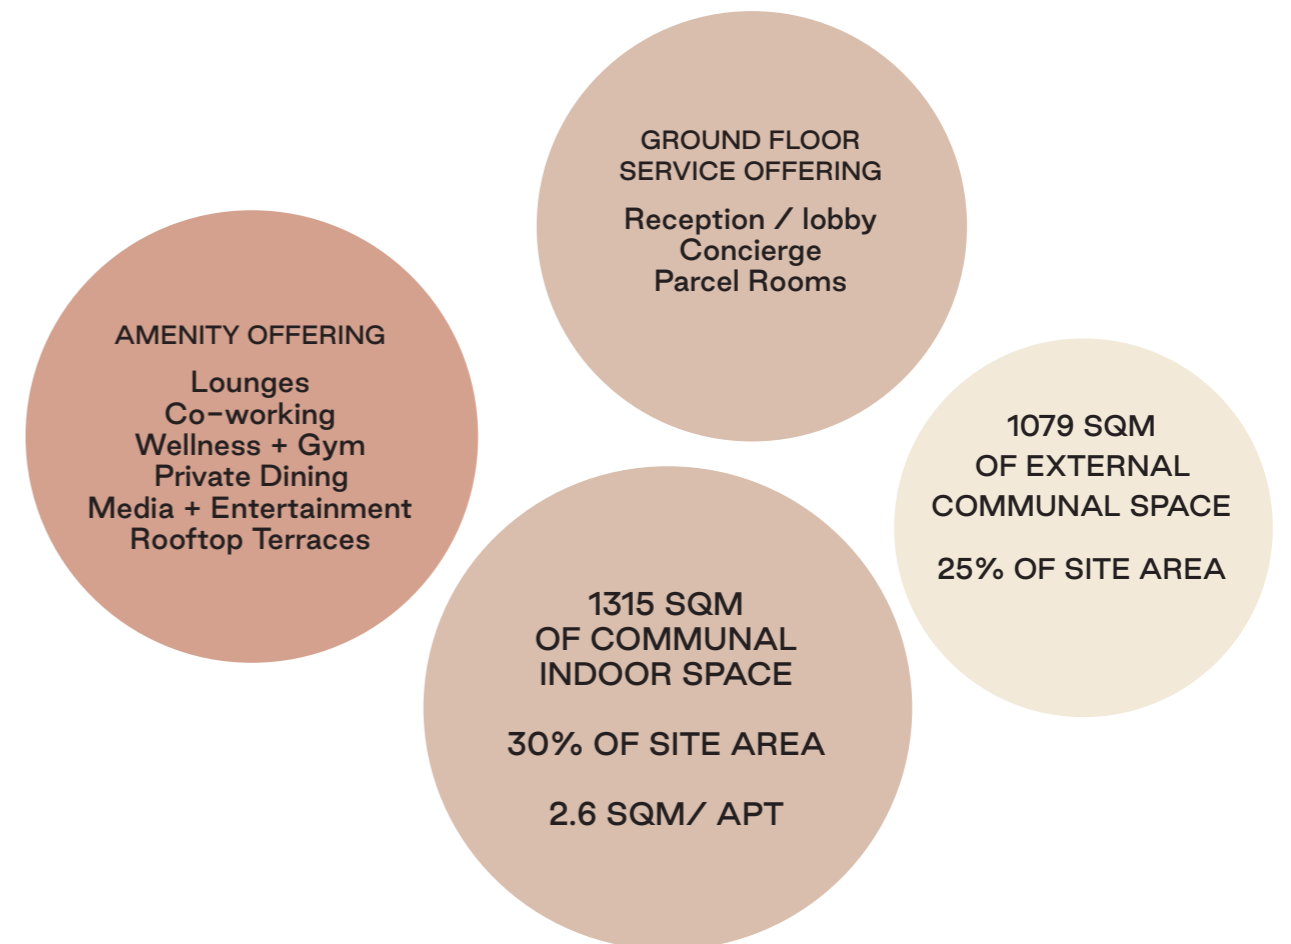 GROUND FLOOR
SERVICE OFFERING
Reception / lobby
Concierge
Parcel Rooms
AMENITY OFFERING
Lounges
Co-working
Wellness + Gym
Private Dining
Media + Entertainment
Rooftop Terraces
1079 SQM
OF EXTERNAL
COMMUNAL SPACE
25% OF SITE AREA
1315 SQM
OF COMMUNAL
INDOOR SPACE
30% OF SITE AREA
2.6 SQM/ APT